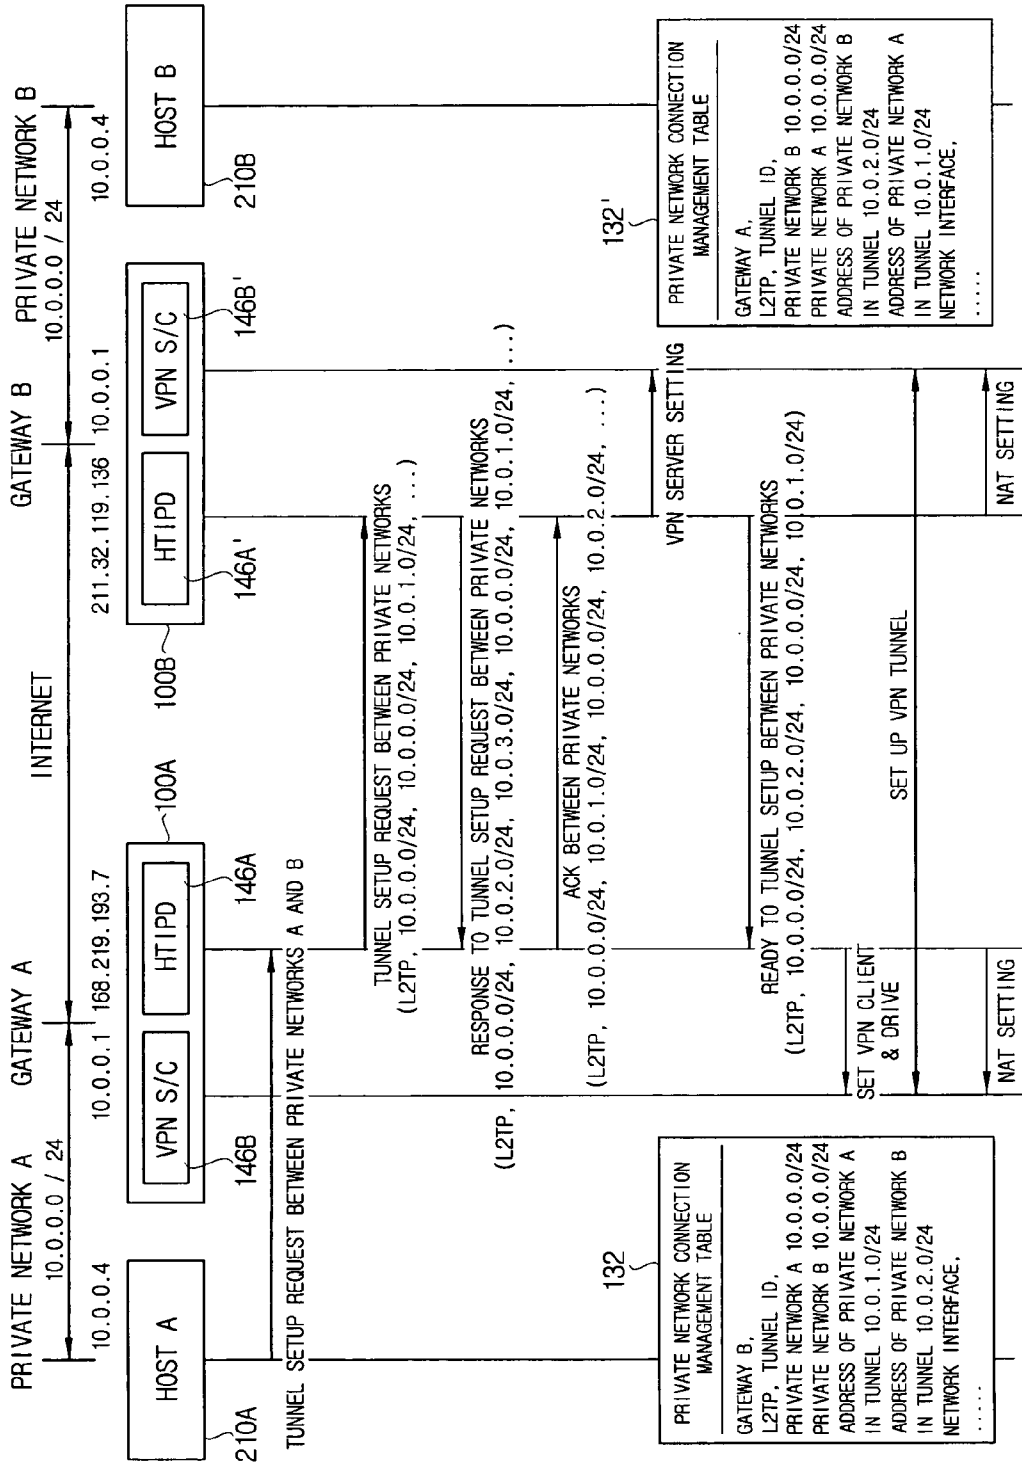 PRIVATE NETWORK A
GATEWAY A
INTERNET
GATEWAY B
PRIVATE NETWORK B
10.0.0.0 / 24
10.0.0.0 / 24
10.0.0.4
10.0.0.1
168.219.193.7
211.32.119.136
10.0.0.1
10.0.0.4
100A
100B
HOST A
VPN S/C
HTIPD
HTIPD
VPN S/C
HOST B
210A
146B
146A
146A'
146B'
210B
TUNNEL SETUP REQUEST BETWEEN PRIVATE NETWORKS A AND B
TUNNEL SETUP REQUEST BETWEEN PRIVATE NETWORKS
(L2TP, 10.0.0.0/24, 10.0.1.0/24, ...)
RESPONSE TO TUNNEL SETUP REQUEST BETWEEN PRIVATE NETWORKS
(L2TP, 10.0.0.0/24, 10.0.2.0/24, 10.0.3.0/24, 10.0.0.0/24, 10.0.1.0/24, ...)
ACK BETWEEN PRIVATE NETWORKS
(L2TP, 10.0.0.0/24, 10.0.1.0/24, 10.0.0.0/24, 10.0.2.0/24, ...)
VPN SERVER SETTING
READY TO TUNNEL SETUP BETWEEN PRIVATE NETWORKS
(L2TP, 10.0.0.0/24, 10.0.2.0/24, 10.0.0.0/24, 10.0.1.0/24)
SET VPN CLIENT
& DRIVE
SET UP VPN TUNNEL
NAT SETTING
NAT SETTING
132
PRIVATE NETWORK CONNECTION
MANAGEMENT TABLE
GATEWAY B,
L2TP, TUNNEL ID,
PRIVATE NETWORK A 10.0.0.0/24
PRIVATE NETWORK B 10.0.0.0/24
ADDRESS OF PRIVATE NETWORK A
IN TUNNEL 10.0.1.0/24
ADDRESS OF PRIVATE NETWORK B
IN TUNNEL 10.0.2.0/24
NETWORK INTERFACE,
.....
132'
PRIVATE NETWORK CONNECTION
MANAGEMENT TABLE
GATEWAY A,
L2TP, TUNNEL ID,
PRIVATE NETWORK B 10.0.0.0/24
PRIVATE NETWORK A 10.0.0.0/24
ADDRESS OF PRIVATE NETWORK B
IN TUNNEL 10.0.2.0/24
ADDRESS OF PRIVATE NETWORK A
IN TUNNEL 10.0.1.0/24
NETWORK INTERFACE,
.....